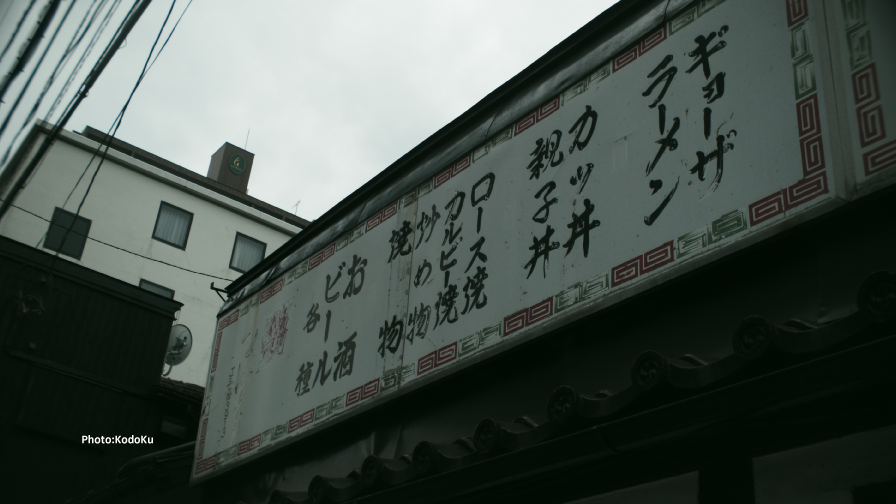 ギョーザ
ラーメン
カツ丼
親子丼
ロース焼
カルビー焼
炒め物
焼物
お酒
ビール
各種
Photo:KodoKu